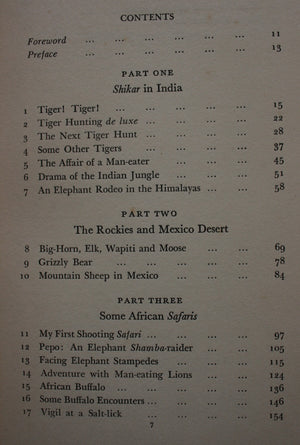 CONTENTS
Foreword ... ... ... ... ... ... 11
Preface ... ... ... ... ... ... 13
PART ONE
Shikar in India
1 Tiger! Tiger! ... ... ... ... ... 15
2 Tiger Hunting de luxe ... ... ... ... 22
3 The Next Tiger Hunt ... ... ... ... 28
4 Some Other Tigers ... ... ... ... 37
5 The Affair of a Man-eater ... ... ... 45
6 Drama of the Indian Jungle ... ... ... 51
7 An Elephant Rodeo in the Himalayas ... 58
PART TWO
The Rockies and Mexico Desert
8 Big-Horn, Elk, Wapiti and Moose ... ... 69
9 Grizzly Bear ... ... ... ... ... 78
10 Mountain Sheep in Mexico ... ... ... 84
PART THREE
Some African Safaris
11 My First Shooting Safari ... ... ... ... 97
12 Pepo: An Elephant Shamba-raider ... ... 105
13 Facing Elephant Stampedes ... ... ... 115
14 Adventure with Man-eating Lions ... ... 124
15 African Buffalo ... ... ... ... ... 136
16 Some Buffalo Encounters ... ... ... ... 146
17 Vigil at a Salt-lick ... ... ... ... 154
7